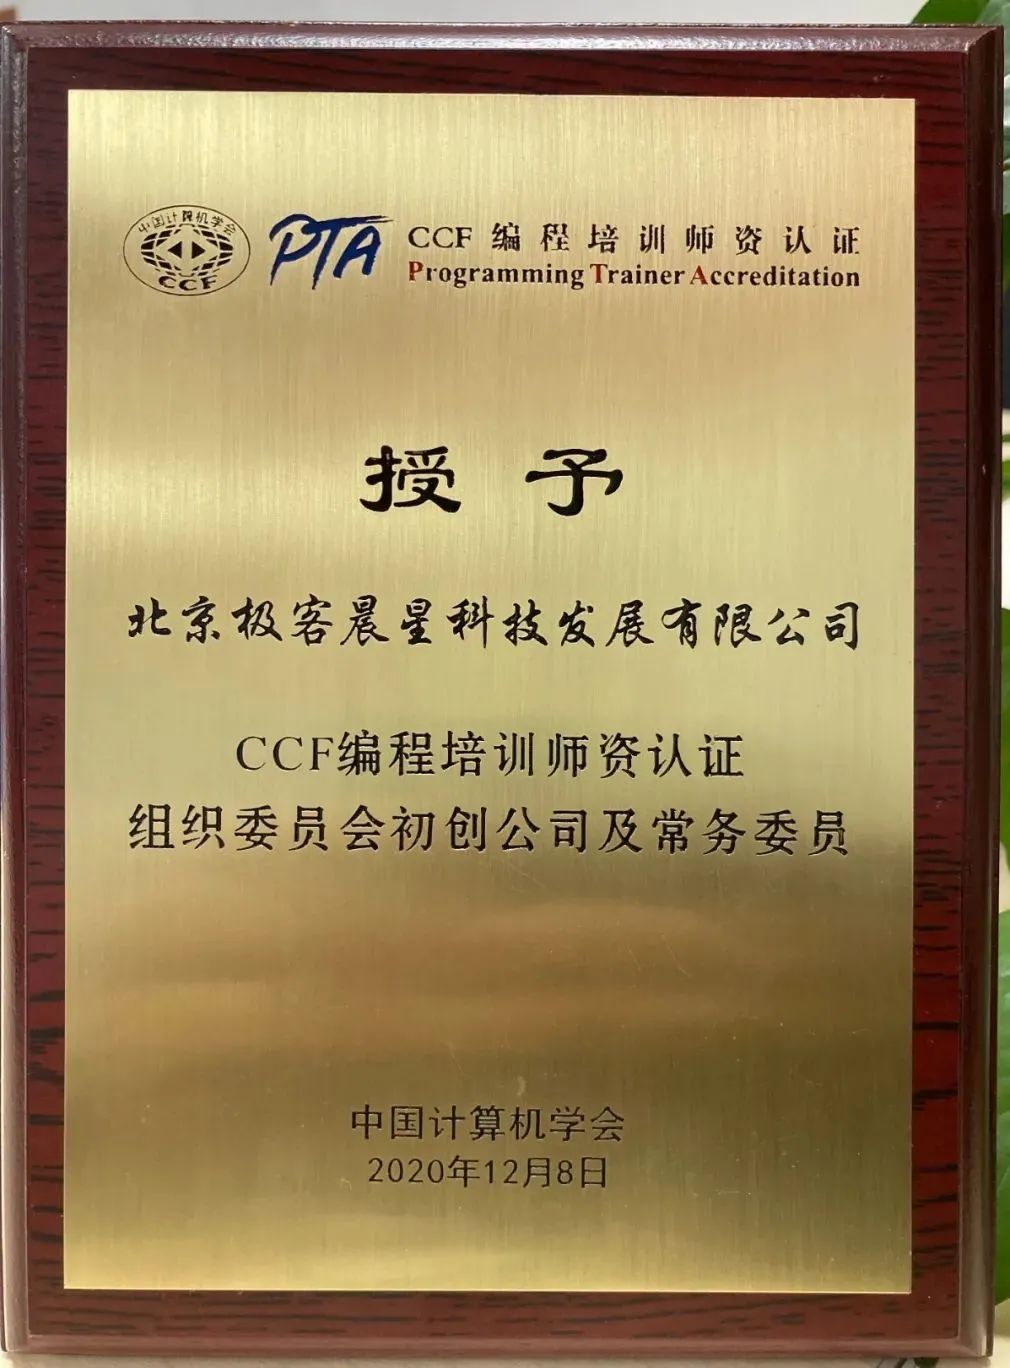 中国计算机学会
CCF
PTA
CCF 编程培训师资认证
Programming Trainer Accreditation
授予
北京极客晨星科技发展有限公司
CCF编程培训师资认证
组织委员会初创公司及常务委员
中国计算机学会
2020年12月8日